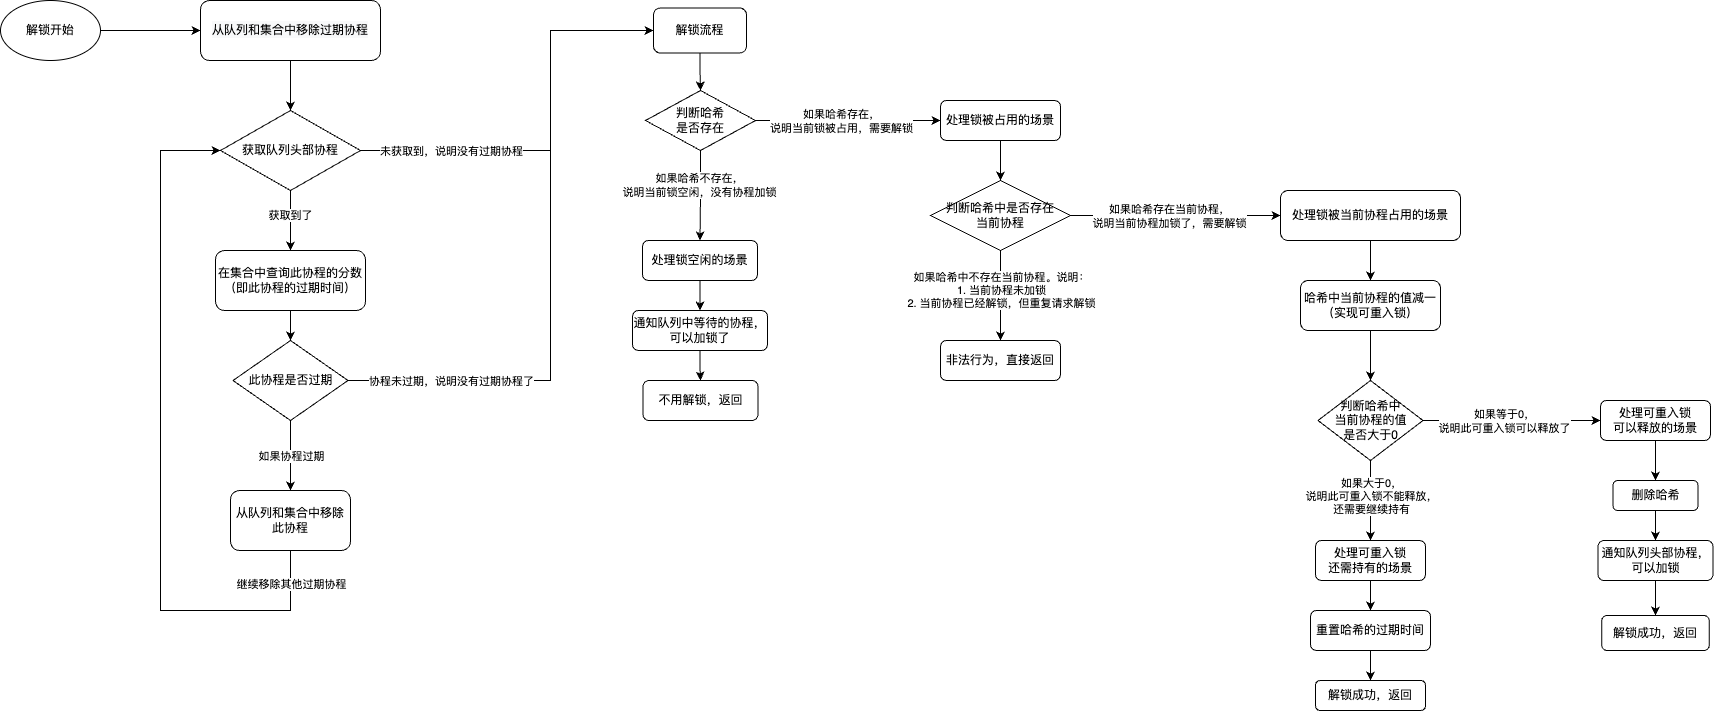 解锁开始
从队列和集合中移除过期协程
获取队列头部协程
未获取到，说明没有过期协程
获取到了
在集合中查询此协程的分数
（即此协程的过期时间）
此协程是否过期
协程未过期，说明没有过期协程了
如果协程过期
从队列和集合中移除
此协程
继续移除其他过期协程
解锁流程
判断哈希
是否存在
如果哈希存在，
说明当前锁被占用，需要解锁
如果哈希不存在，
说明当前锁空闲，没有协程加锁
处理锁空闲的场景
通知队列中等待的协程，
可以加锁了
不用解锁，返回
处理锁被占用的场景
判断哈希中是否存在
当前协程
如果哈希存在当前协程，
说明当前协程加锁了，需要解锁
如果哈希中不存在当前协程。说明：
1. 当前协程未加锁
2. 当前协程已经解锁，但重复请求解锁
非法行为，直接返回
处理锁被当前协程占用的场景
哈希中当前协程的值减一
（实现可重入锁）
判断哈希中
当前协程的值
是否大于0
如果等于0，
说明此可重入锁可以释放了
如果大于0，
说明此可重入锁不能释放，
还需要继续持有
处理可重入锁
还需持有的场景
重置哈希的过期时间
解锁成功，返回
处理可重入锁
可以释放的场景
删除哈希
通知队列头部协程，
可以加锁
解锁成功，返回